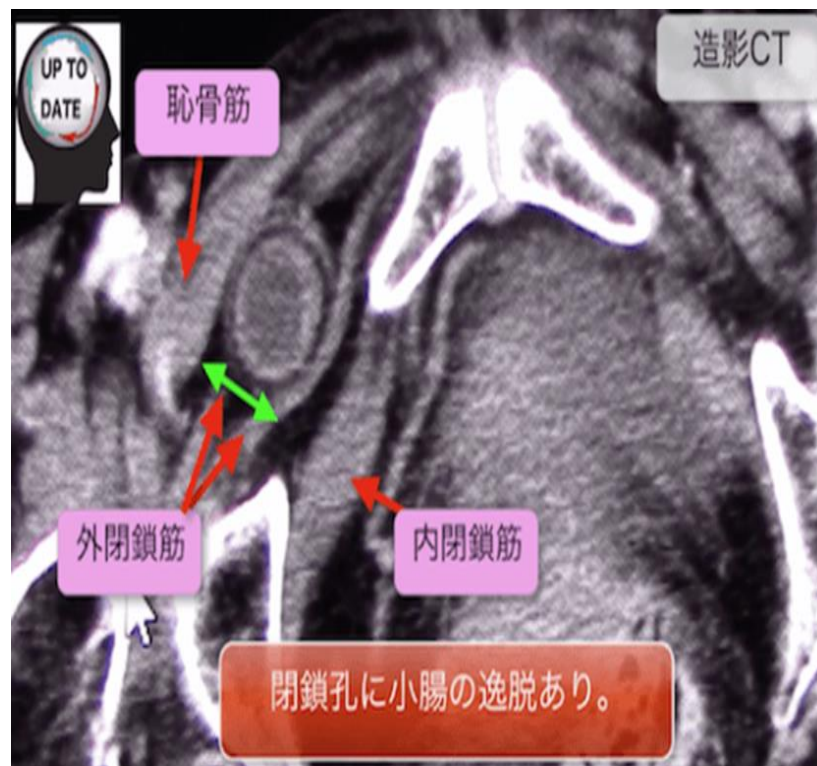 UP TO
DATE
恥骨筋
造影CT
外閉鎖筋
内閉鎖筋
閉鎖孔に小腸の逸脱あり。